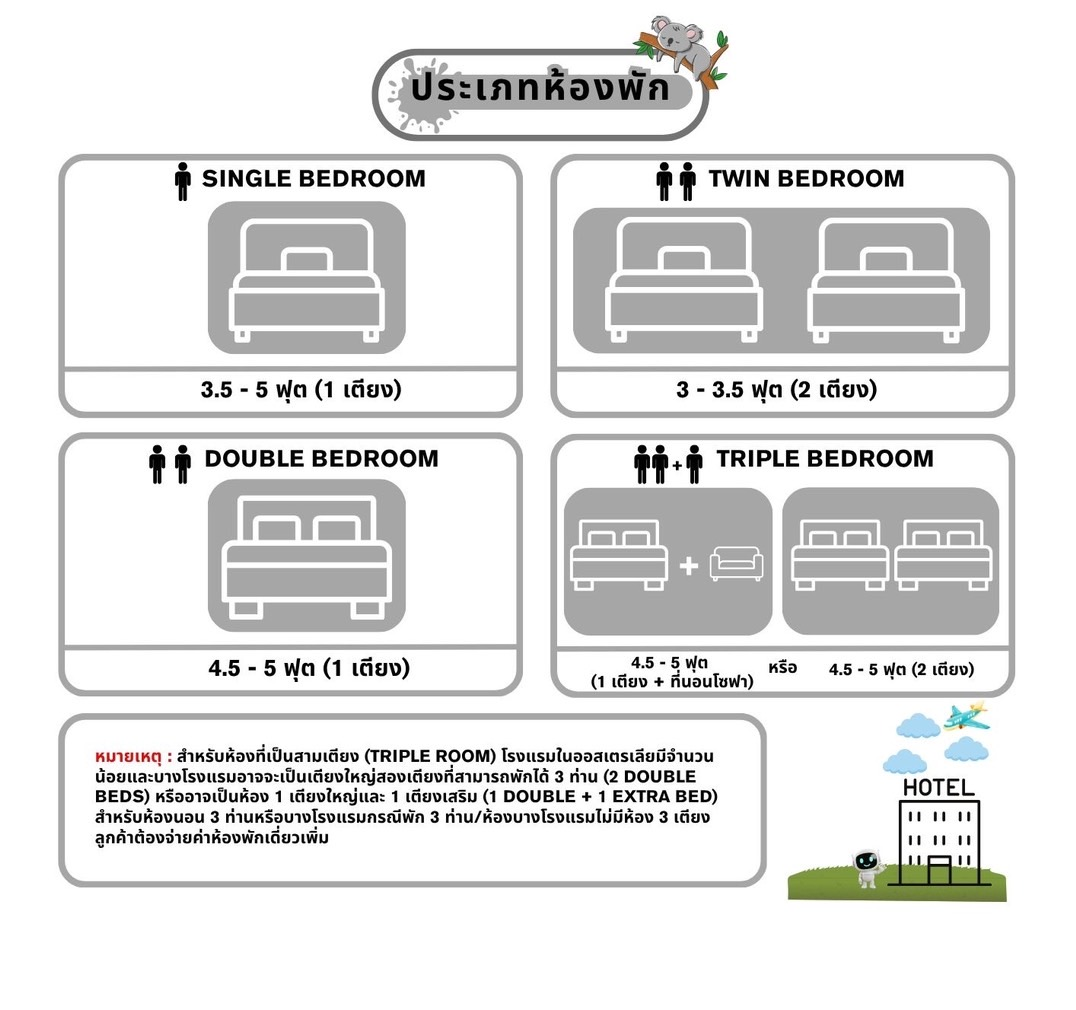 ประเภทห้องพัก
SINGLE BEDROOM
3.5 - 5 ฟุต (1 เตียง)
TWIN BEDROOM
3 - 3.5 ฟุต (2 เตียง)
DOUBLE BEDROOM
4.5 - 5 ฟุต (1 เตียง)
+ TRIPLE BEDROOM
+
4.5 - 5 ฟุต
(1 เตียง + ที่นอนโซฟา)
หรือ
4.5 - 5 ฟุต (2 เตียง)
หมายเหตุ : สำหรับห้องที่เป็นสามเตียง (TRIPLE ROOM) โรงแรมในออสเตรเลียมีจำนวน
น้อยและบางโรงแรมอาจจะเป็นเตียงใหญ่สองเตียงที่สามารถพักได้ 3 ท่าน (2 DOUBLE
BEDS) หรืออาจเป็นห้อง 1 เตียงใหญ่และ 1 เตียงเสริม (1 DOUBLE + 1 EXTRA BED)
สำหรับห้องนอน 3 ท่านหรือบางโรงแรมกรณีพัก 3 ท่าน/ห้องบางโรงแรมไม่มีห้อง 3 เตียง
ลูกค้าต้องจ่ายค่าห้องพักเดี่ยวเพิ่ม
HOTEL